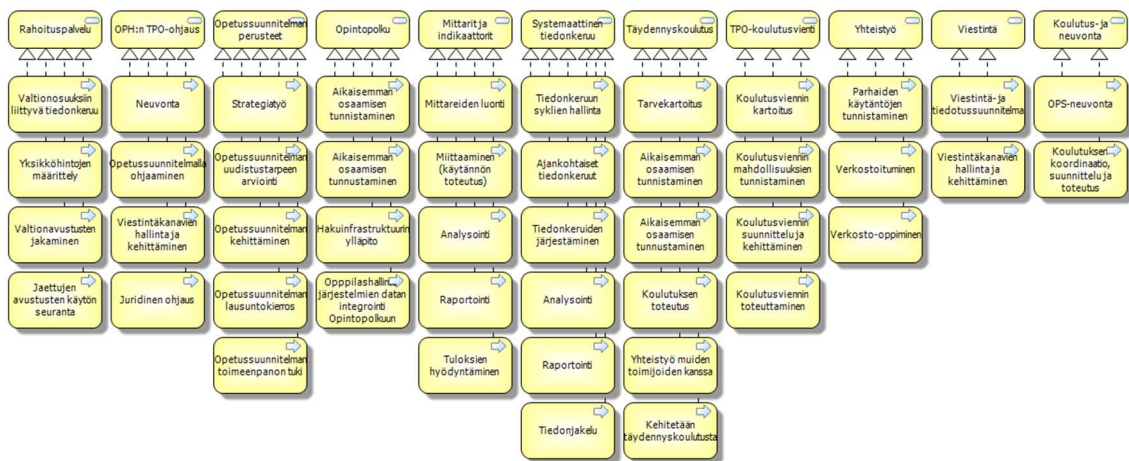 Rahoituspalvelu
Valtionosuuksiin
liittyvä tiedonkeruu
Yksikköhintojen
määrittely
Valtionavustusten
jakaminen
Jaettujen
avustusten käytön
seuranta
OPH:n TPO-ohjaus
Neuvonta
Opetussuunnitelmalla
ohjaaminen
Viestintäkanavien
hallinta ja
kehittäminen
Juridinen ohjaus
Opetussuunnitelman
perusteet
Strategiatyö
Opetussuunnitelman
uudistustarpeen
arviointi
Opetussuunnitelman
kehittäminen
Opetussuunnitelman
lausuntokierros
Opetussuunnitelman
toimeenpanon tuki
Opintopolku
Aikaisemman
osaamisen
tunnistaminen
Aikaisemman
osaamisen
tunnustaminen
Hakuinfrastruktuurin
ylläpito
Opppilashallinta
järjestelmien datan
integrointi
Opintopolkuun
Mittarit ja
indikaattorit
Mittareiden luonti
Miittaaminen
(käytännön
toteutus)
Analysointi
Raportointi
Tuloksien
hyödyntäminen
Systemaattinen
tiedonkeruu
Tiedonkeruun
syklien hallinta
Ajankohtaiset
tiedonkeruut
Tiedonkeruiden
järjestäminen
Analysointi
Raportointi
Tiedonjakelu
Täydennyskoulutus
Tarvekartoitus
Aikaisemman
osaamisen
tunnistaminen
Aikaisemman
osaamisen
tunnustaminen
Koulutuksen
toteutus
Yhteistyö muiden
toimijoiden kanssa
Kehitetään
täydennyskoulutusta
TPO-koulutusvienti
Koulutusviennin
kartoitus
Koulutusviennin
mahdollisuuksien
tunnistaminen
Koulutusviennin
suunnittelu ja
kehittäminen
Koulutusviennin
toteuttaminen
Yhteistyö
Parhaiden
käytäntöjen
tunnistaminen
Verkostoituminen
Verkosto-oppiminen
Viestintä
Viestintä- ja
tiedotussuunnitelma
Viestintäkanavien
hallinta ja
kehittäminen
Koulutus- ja
neuvonta
OPS-neuvonta
Koulutuksen
koordinaatio,
suunnittelu ja
toteutus